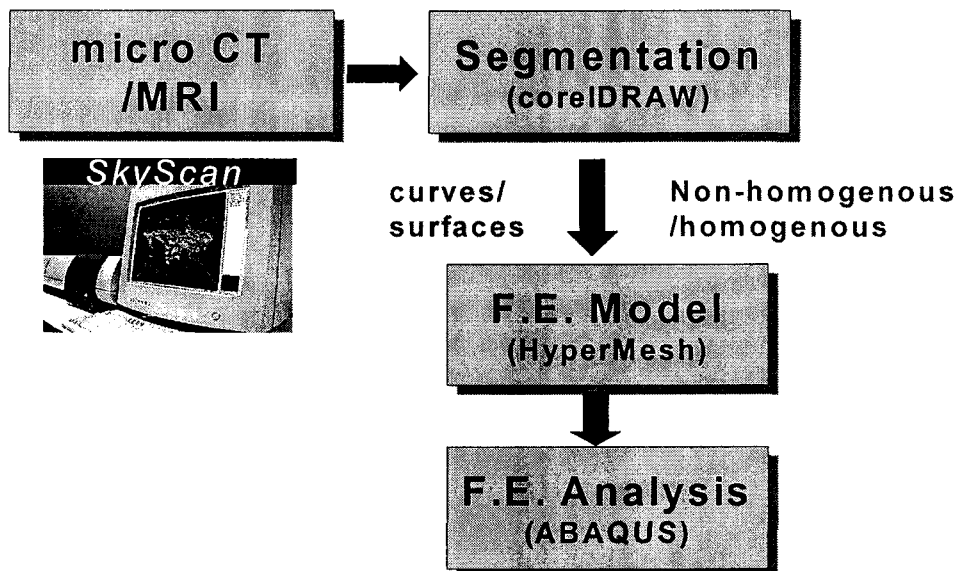 micro CT
/MRI
Segmentation
(corelDRAW)
SkyScan
curves/
surfaces
Non-homogenous
/homogenous
F.E. Model
(HyperMesh)
F.E. Analysis
(ABAQUS)